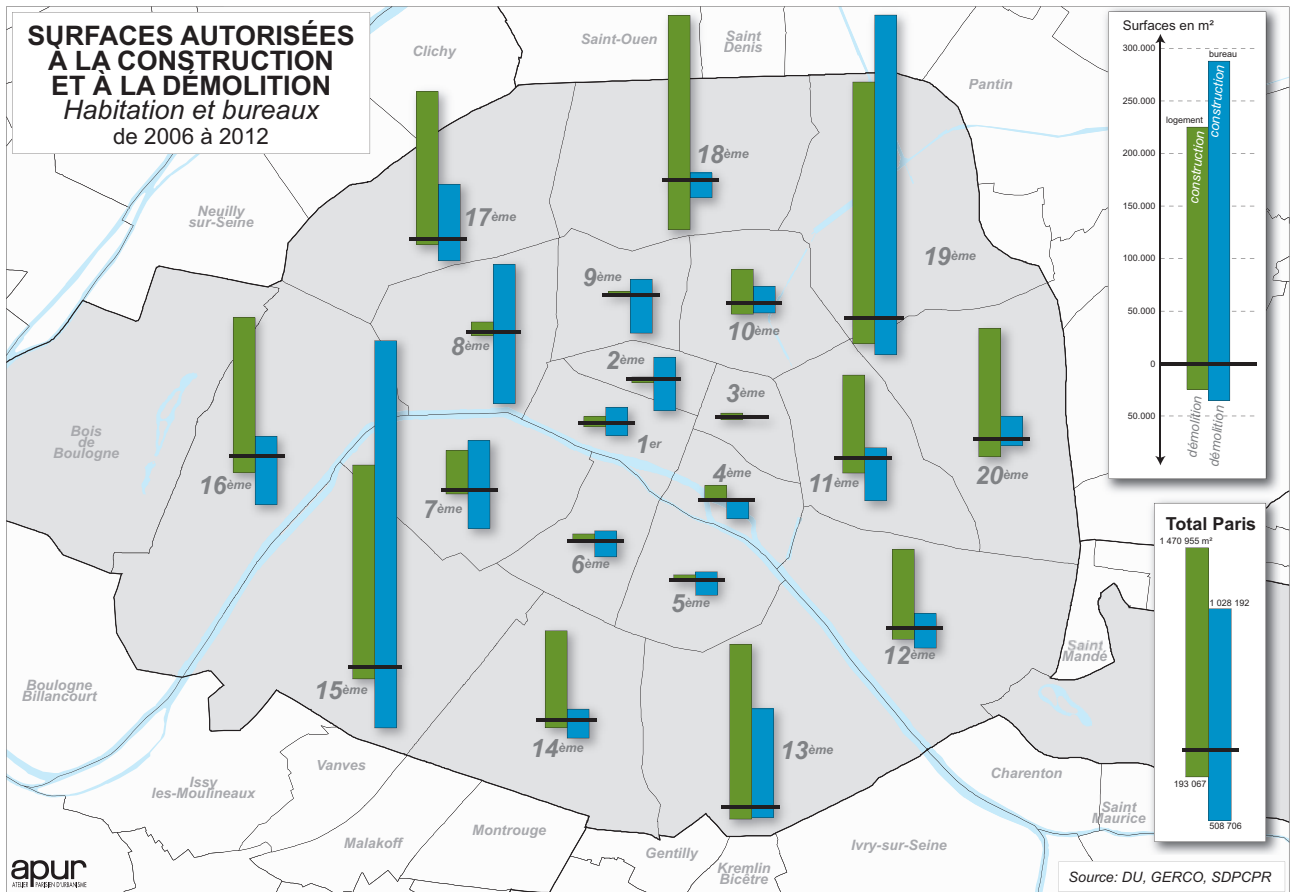 SURFACES AUTORISÉES
À LA CONSTRUCTION
ET À LA DÉMOLITION
Habitation et bureaux
de 2006 à 2012
Clichy
Saint-Ouen
Saint
Denis
Pantin
Neuilly
sur-Seine
Bois
de
Boulogne
Boulogne
Billancourt
Issy
les-Moulineaux
Vanves
Malakoff
Montrouge
Gentilly
Kremlin
Bicêtre
Ivry-sur-Seine
Charenton
Saint
Maurice
Saint
Mandé
17ème
18ème
19ème
9ème
10ème
8ème
2ème
3ème
1er
4ème
11ème
20ème
16ème
7ème
6ème
5ème
12ème
15ème
14ème
13ème
Surfaces en m²
300.000
250.000
200.000
150.000
100.000
50.000
0
50.000
bureau
logement
construction
construction
démolition
démolition
Total Paris
1 470 955 m²
1 028 192
193 067
508 706
apur
ATELIER PARISIEN D'URBANISME
Source: DU, GERCO, SDPCPR